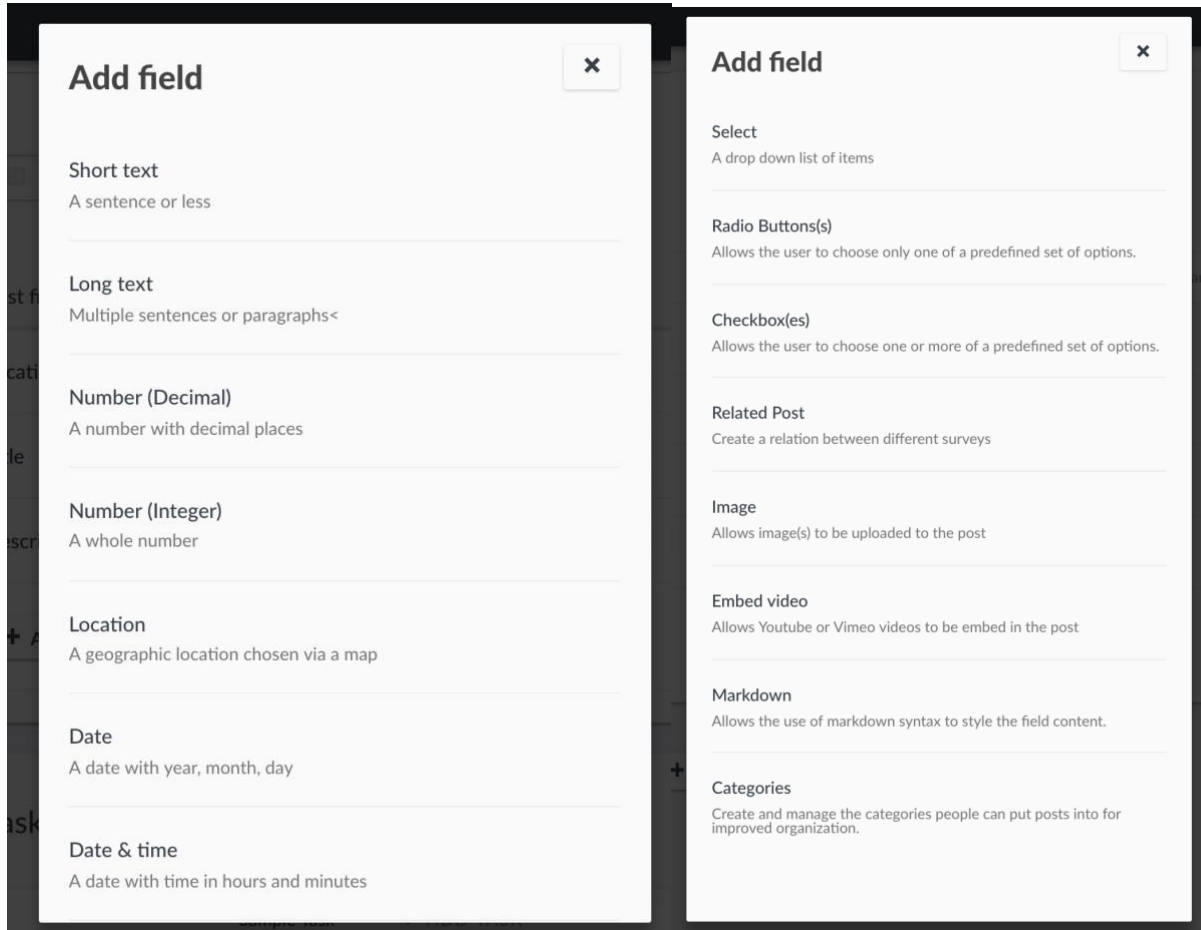 Add field
Short text
A sentence or less
Long text
Multiple sentences or paragraphs<
Number (Decimal)
A number with decimal places
Number (Integer)
A whole number
Location
A geographic location chosen via a map
Date
A date with year, month, day
Date & time
A date with time in hours and minutes
Add field
Select
A drop down list of items
Radio Buttons(s)
Allows the user to choose only one of a predefined set of options.
Checkbox(es)
Allows the user to choose one or more of a predefined set of options.
Related Post
Create a relation between different surveys
Image
Allows image(s) to be uploaded to the post
Embed video
Allows Youtube or Vimeo videos to be embed in the post
Markdown
Allows the use of markdown syntax to style the field content.
Categories
Create and manage the categories people can put posts into for
improved organization.